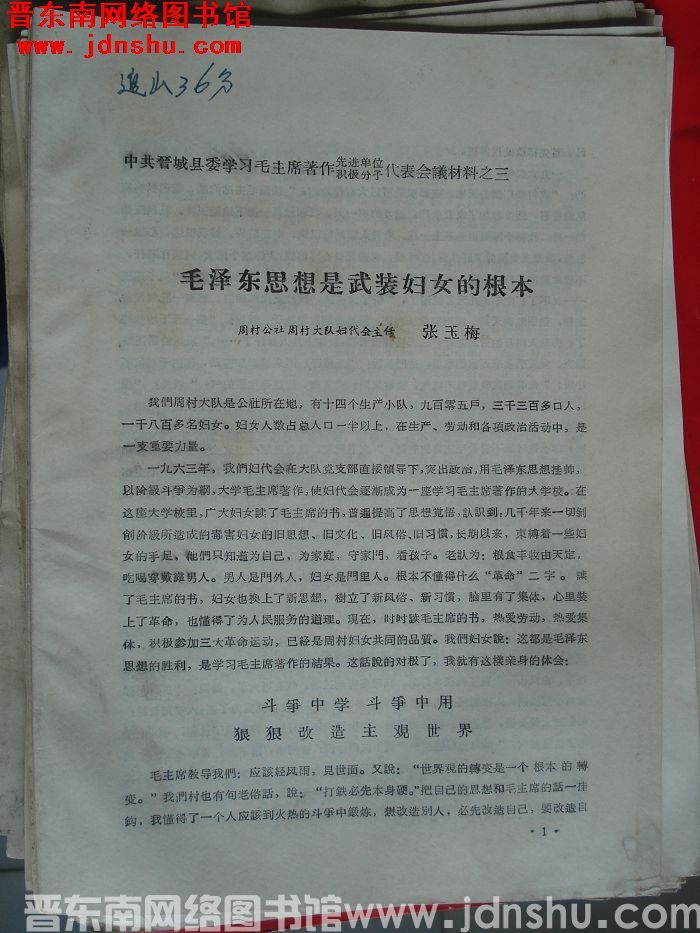 晋东南网络图书馆
www.jdnshu.com
36分
中共晉城县委学习毛主席著作先进单位积极分子代表会議材料之三
毛泽东思想是武装妇女的根本
周村公社周村大队妇代会主任 张玉梅
我們周村大队是公社所在地，有十四个生产小队，九百零五戶，三千三百多口人，
一千八百多名妇女。妇女人数占总人口一半以上，在生产、劳动和各項政治活动中，是
一支重要力量。
一九六三年，我們妇代会在大队党支部直接領导下，突出政治，用毛泽东思想挂帅，
以阶級斗爭为綱，大学毛主席著作，使妇代会逐漸成为一座学习毛主席著作的大学校。在
这座大学校里，广大妇女讀了毛主席的书，普遍提高了思想觉悟，訊識到：几千年来一切剝
削阶級所造成的毒害妇女的旧思想、旧文化、旧风俗、旧习慣，长期以来，束縛着一些妇
女的手足。他們只知道为自己，为家庭，守家門，看孩子。老訊为：粮食丰收由天定，
吃喝穿戴靠男人。男人是門外人，妇女是門里人。根本不懂得什么“革命”二字。讀
了毛主席的书，妇女也換上了新思想，樹立了新风俗、新习慣，脑里有了集体，心里裝
上了革命，也懂得了为人民服务的道理。現在，时时讀毛主席的书，热爱劳动，热爱集
体，积极参加三大革命运动，已經是周村妇女共同的品質。我們妇女說：这都是毛泽东
思想的胜利，是学习毛主席著作的結果。这話說的对极了，我就有这樣亲身的体会：
斗爭中学 斗爭中用
狠狠改造主观世界
毛主席教导我們：应該經风雨，見世面。又說：“世界观的轉变是一个根本的轉
变。”我們村也有句老俗話，說：“打鉄必先本身硬。”把自己的思想和毛主席的話一挂
鈎，我懂得了一个人应該到火热的斗爭中鍛炼，想改造別人，必先改造自己，要改造自
·1·
晋东南网络图书馆 www.jdnshu.com